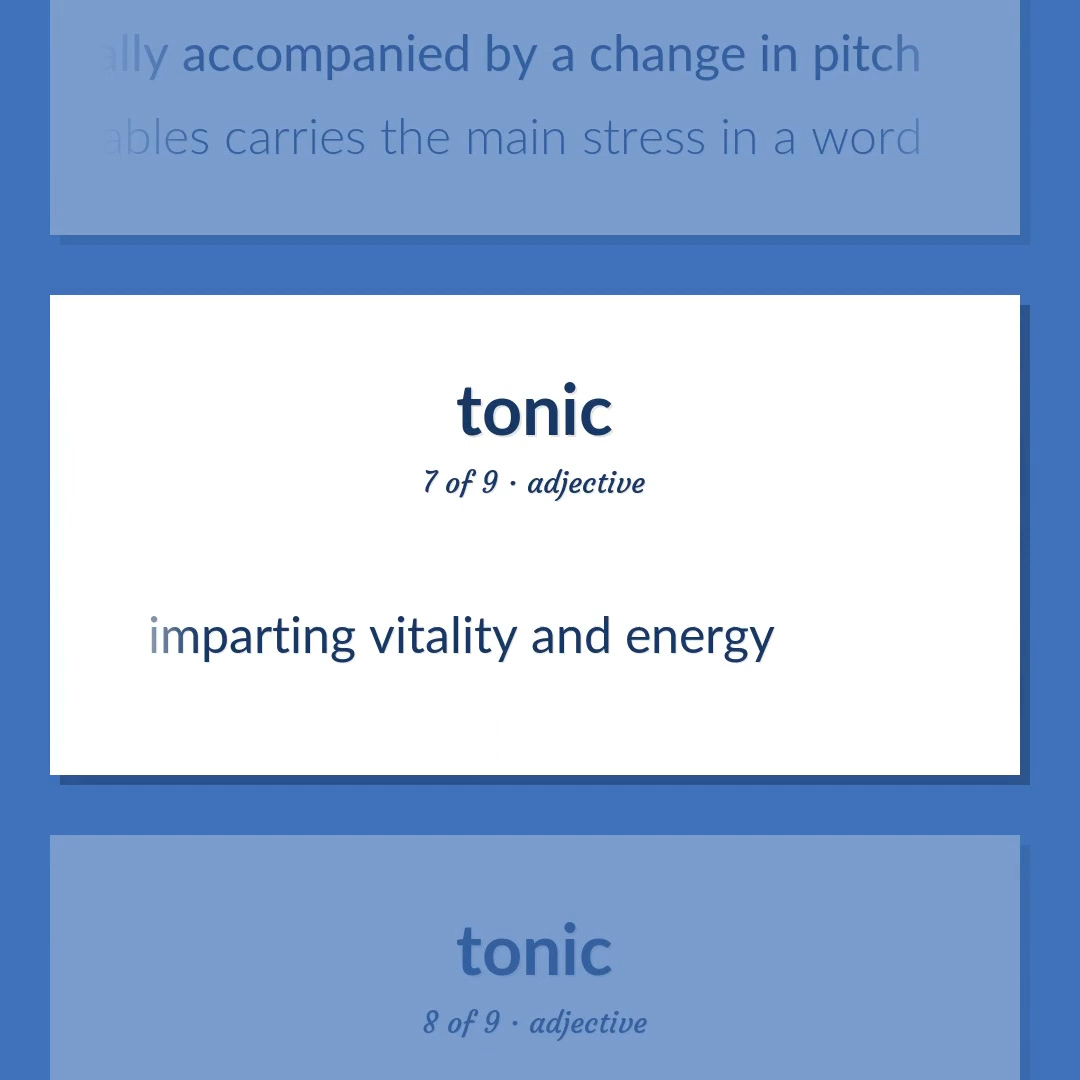 accompanied by a change in pitch
carries the main stress in a word
tonic
7 of 9 · adjective
imparting vitality and energy
tonic
8 of 9 · adjective